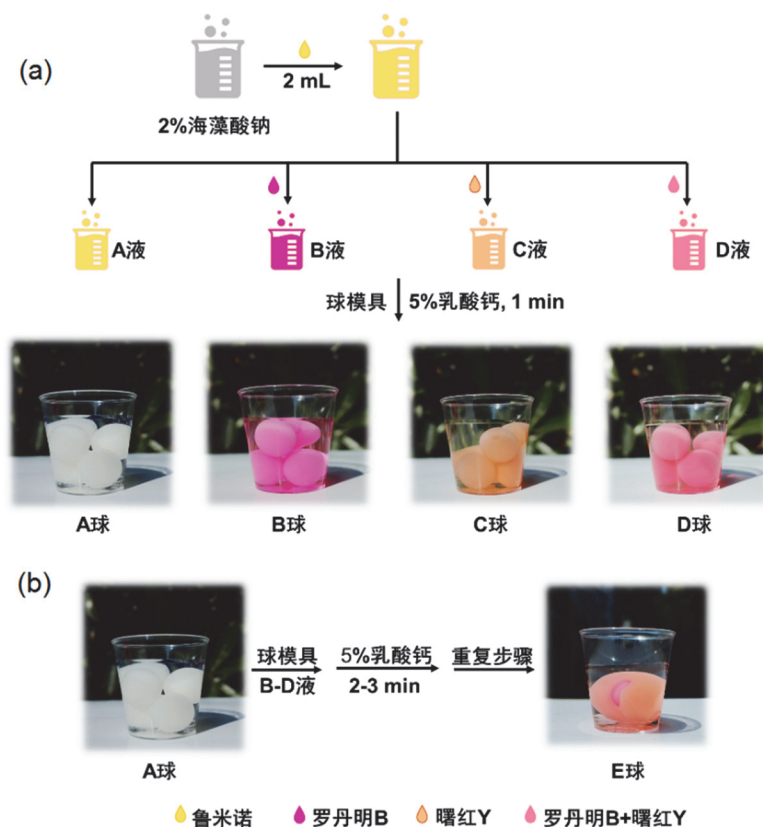 (a)
2 mL
2%海藻酸钠
A液
B液
C液
D液
球模具
5%乳酸钙, 1 min
A球
B球
C球
D球
(b)
球模具
B-D液
5%乳酸钙
2-3 min
重复步骤
A球
E球
鲁米诺
罗丹明B
曙红Y
罗丹明B+曙红Y